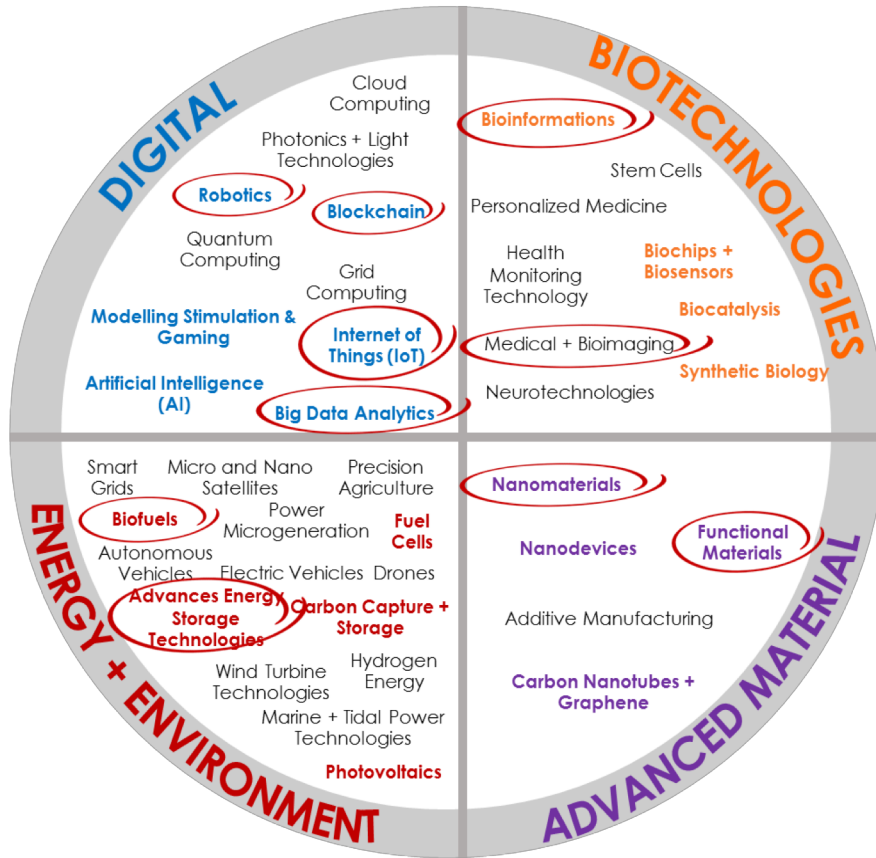 DIGITAL
Cloud
Computing
Photonics + Light
Technologies
Robotics
Blockchain
Quantum
Computing
Grid
Computing
Modelling Stimulation &
Gaming
Internet of
Things (IoT)
Artificial Intelligence
(AI)
Big Data Analytics
BIOTECHNOLOGIES
Bioinformations
Stem Cells
Personalized Medicine
Health
Monitoring
Technology
Biochips +
Biosensors
Biocatalysis
Medical + Bioimaging
Synthetic Biology
Neurotechnologies
ENERGY + ENVIRONMENT
Smart
Grids
Micro and Nano
Satellites
Precision
Agriculture
Biofuels
Power
Microgeneration
Fuel
Cells
Autonomous
Vehicles
Electric Vehicles
Drones
Advances Energy
Storage
Technologies
Carbon Capture +
Storage
Wind Turbine
Technologies
Hydrogen
Energy
Marine + Tidal Power
Technologies
Photovoltaics
ADVANCED MATERIAL
Nanomaterials
Functional
Materials
Nanodevices
Additive Manufacturing
Carbon Nanotubes +
Graphene